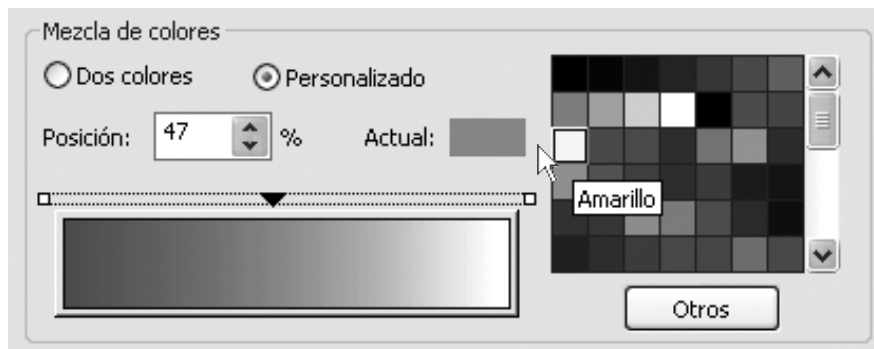 Mezcla de colores
Dos colores Personalizado
Posición: 47 % Actual:
Amarillo
Otros